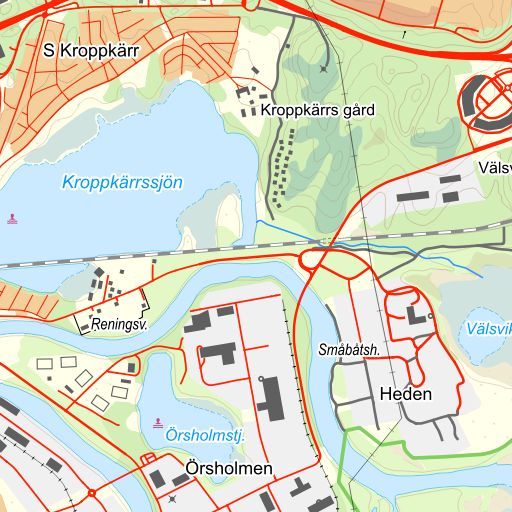 S Kroppkärr
Kroppkärrs gård
Kroppkärrssjön
Välsv
Reningsv.
Välsvik
Småbåtsh.
Heden
Örsholmstj.
Örsholmen